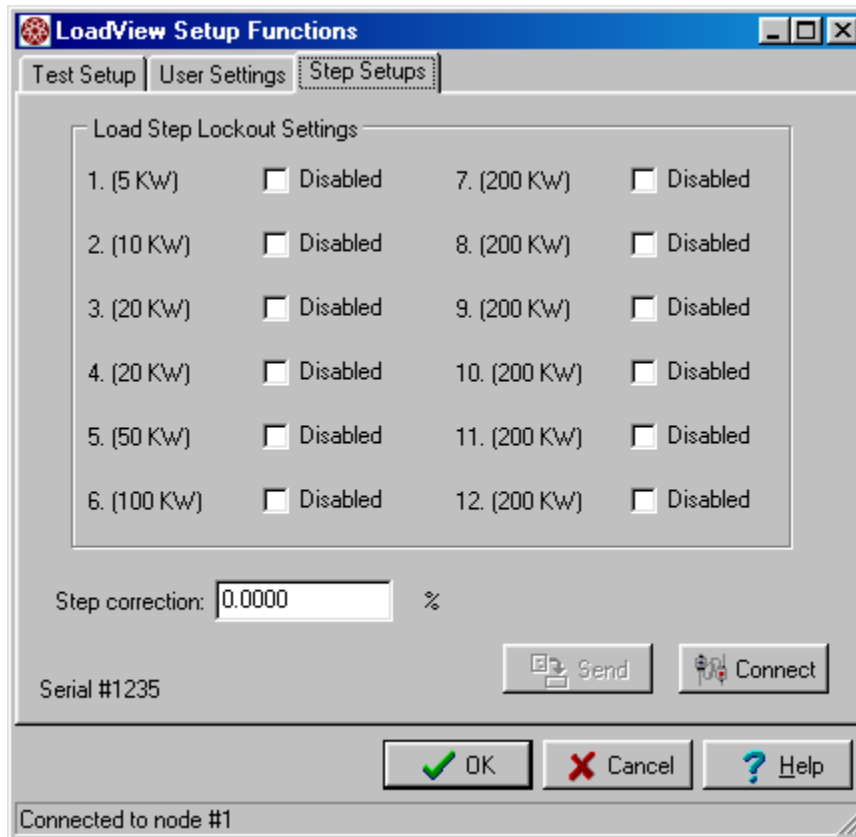 LoadView Setup Functions
Test Setup User Settings Step Setups
Load Step Lockout Settings
1. (5 KW) Disabled 7. (200 KW) Disabled
2. (10 KW) Disabled 8. (200 KW) Disabled
3. (20 KW) Disabled 9. (200 KW) Disabled
4. (20 KW) Disabled 10. (200 KW) Disabled
5. (50 KW) Disabled 11. (200 KW) Disabled
6. (100 KW) Disabled 12. (200 KW) Disabled
Step correction: 0.0000 %
Send Connect
Serial #1235
OK Cancel Help
Connected to node #1